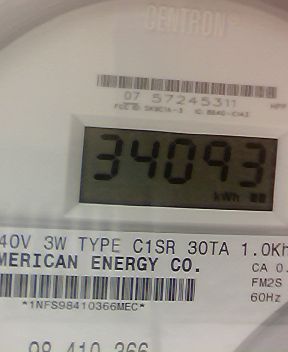 CENTRON®
07 57245311
34093
kWh
40V 3W TYPE C1SR 30TA 1.0Kh
MERICAN ENERGY CO.
CA 0.
FM2S
60Hz
*1NFS98410366MEC*
98 410 366